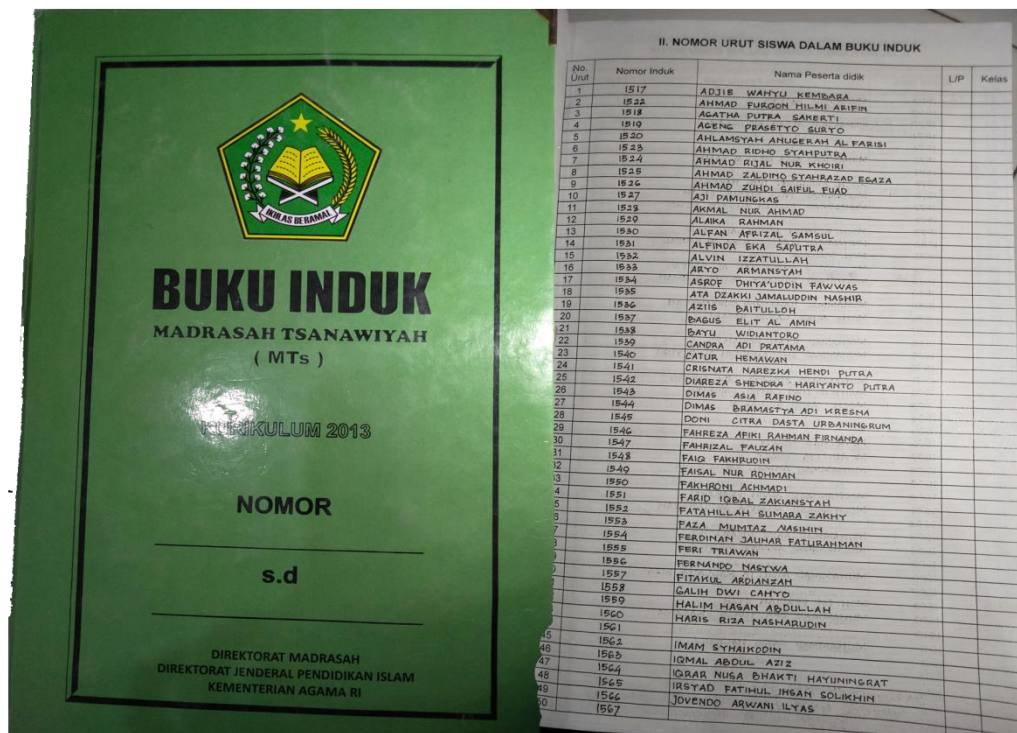 IKHLAS BERAMAL
BUKU INDUK
MADRASAH TSANAWIYAH
( MTs )
KURIKULUM 2013
NOMOR
s.d
DIREKTORAT MADRASAH
DIREKTORAT JENDERAL PENDIDIKAN ISLAM
KEMENTERIAN AGAMA RI
II. NOMOR URUT SISWA DALAM BUKU INDUK
No. Urut Nomor Induk Nama Peserta didik L/P Kelas
1 1517 ADJIE WAHYU KEMBARA
2 1522 AHMAD FURQON HILMI ARIFIN
3 1518 AGATHA PUTRA SAKERTI
4 1519 AGENG PRASETYO SURYO
5 1520 AHLAMSYAH ANUGERAH AL FARISI
6 1523 AHMAD RIDHO SYAHPUTRA
7 1524 AHMAD RIJAL NUR KHOIRI
8 1525 AHMAD ZALDINO SYAHRAZAD EGAZA
9 1526 AHMAD ZUHDI SAIFUL FUAD
10 1527 AJI PAMUNGKAS
11 1528 AKMAL NUR AHMAD
12 1529 ALAIKA RAHMAN
13 1530 ALFAN AFRIZAL SAMSUL
14 1531 ALFINDA EKA SAPUTRA
15 1532 ALVIN IZZATULLAH
16 1533 ARYO ARMANSYAH
17 1534 ASROF DHIYA'UDDIN FAWWAS
18 1535 ATA DZAKKI JAMALUDDIN NASHIR
19 1536 AZIIS BAITULLOH
20 1537 BAGUS ELIT AL AMIN
21 1538 BAYU WIDIANTORO
22 1539 CANDRA ADI PRATAMA
23 1540 CATUR HEMAWAN
24 1541 CRISNATA NAREZKA HENDI PUTRA
25 1542 DIAREZA SHENDRA HARIYANTO PUTRA
26 1543 DIMAS ASIA RAFINO
27 1544 DIMAS BRAMASTYA ADI KRESNA
28 1545 DONI CITRA DASTA URBANINGRUM
29 1546 FAHREZA AFIKI RAHMAN FIRNANDA
30 1547 FAHRIZAL FAUZAN
31 1548 FAIQ FAKHRUDIN
32 1549 FAISAL NUR ROHMAN
33 1550 FAKHRONI ACHMADI
4 1551 FARID IQBAL ZAKIANSYAH
5 1552 FATAHILLAH SUMARA ZAKHY
6 1553 FAZA MUMTAZ NASIHIN
7 1554 FERDINAN JAUHAR FATURAHMAN
1555 FERI TRIAWAN
1556 FERNANDO NASYWA
1557 FITAKUL ARDIANZAH
1558 GALIH DWI CAHYO
1559 HALIM HASAN ABDULLAH
1560 HARIS RIZA NASHARUDIN
1561
45 1562 IMAM SYHAIKODIN
46 1563 IQMAL ABDUL AZIZ
47 1564 IQRAR NUSA BHAKTI HAYUNINGRAT
48 1565 IRSYAD FATIHUL IHSAN SOLIKHIN
49 1566 JOVENDO ARWANI ILYAS
50 1567